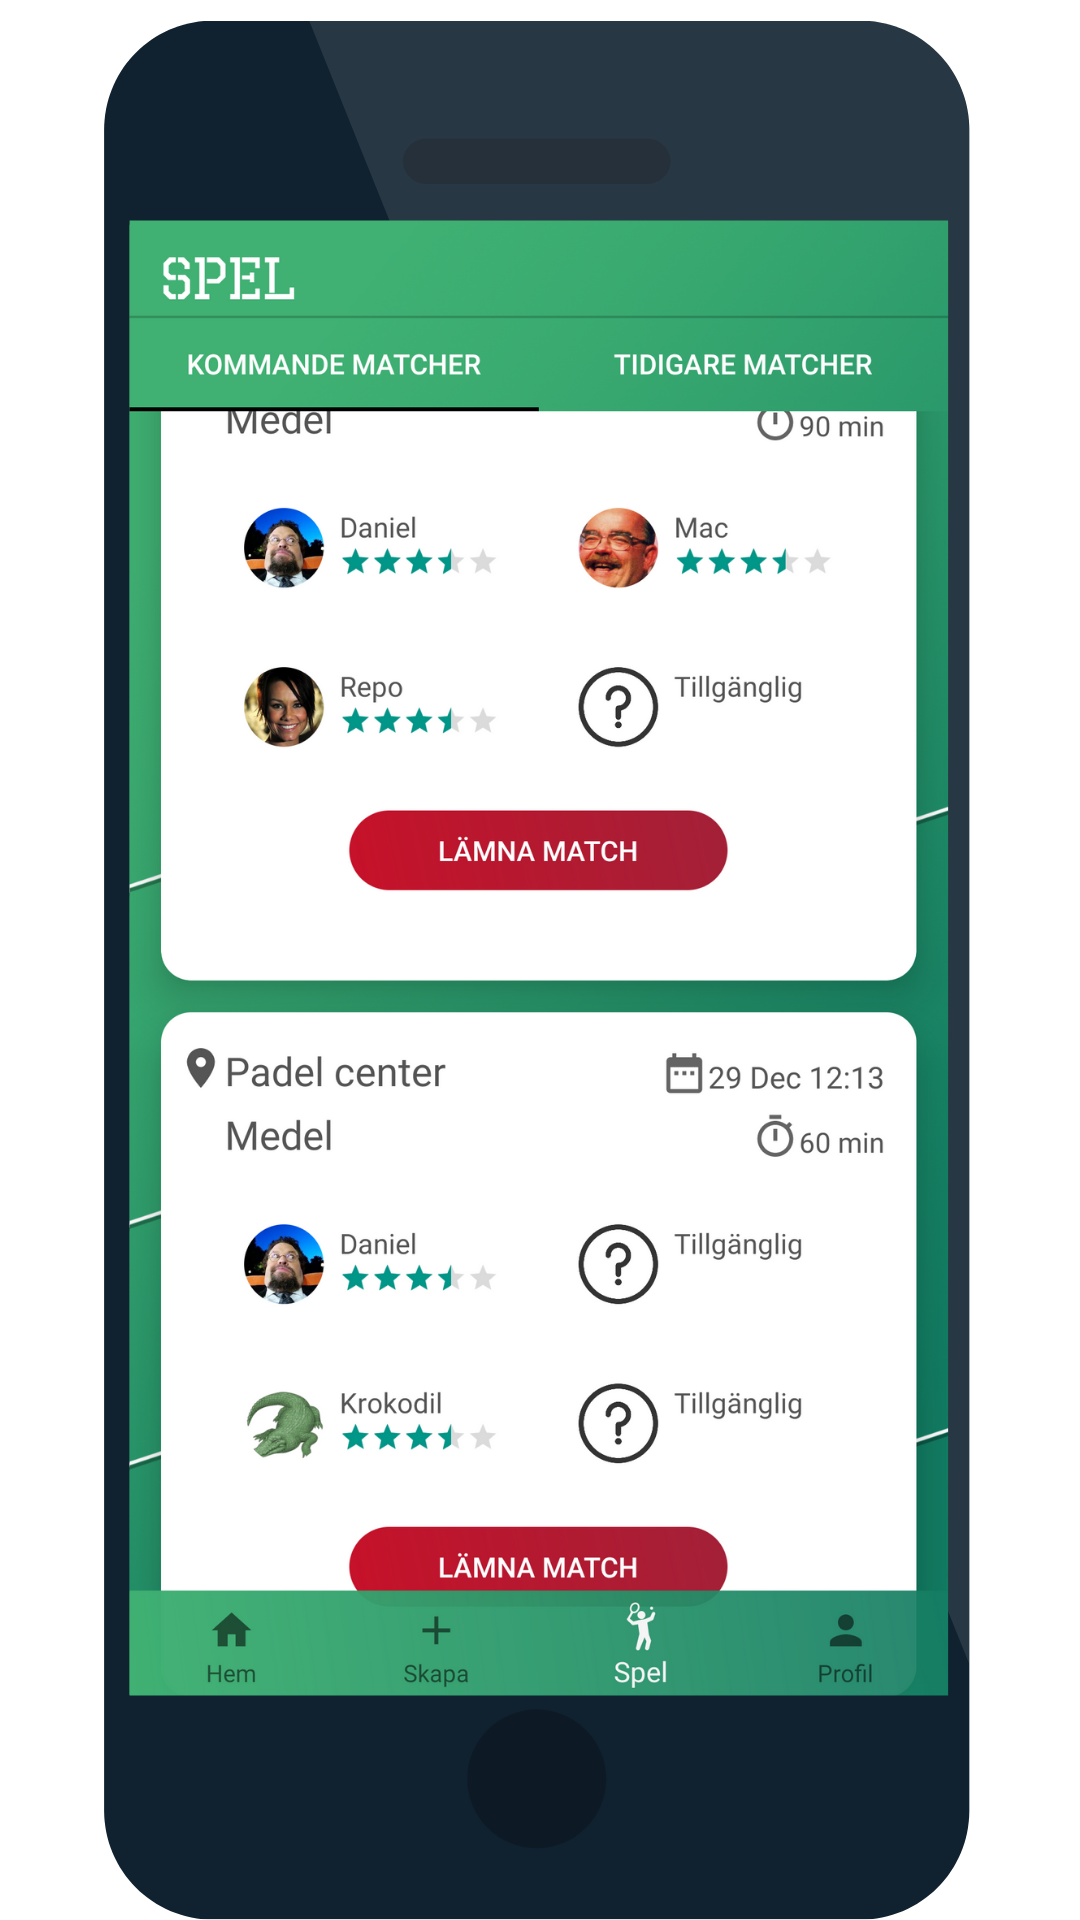 SPEL
KOMMANDE MATCHER TIDIGARE MATCHER
Medel 90 min
Daniel Mac
Repo Tillgänglig
LÄMNA MATCH
Padel center 29 Dec 12:13
Medel 60 min
Daniel Tillgänglig
Krokodil Tillgänglig
LÄMNA MATCH
Hem Skapa Spel Profil